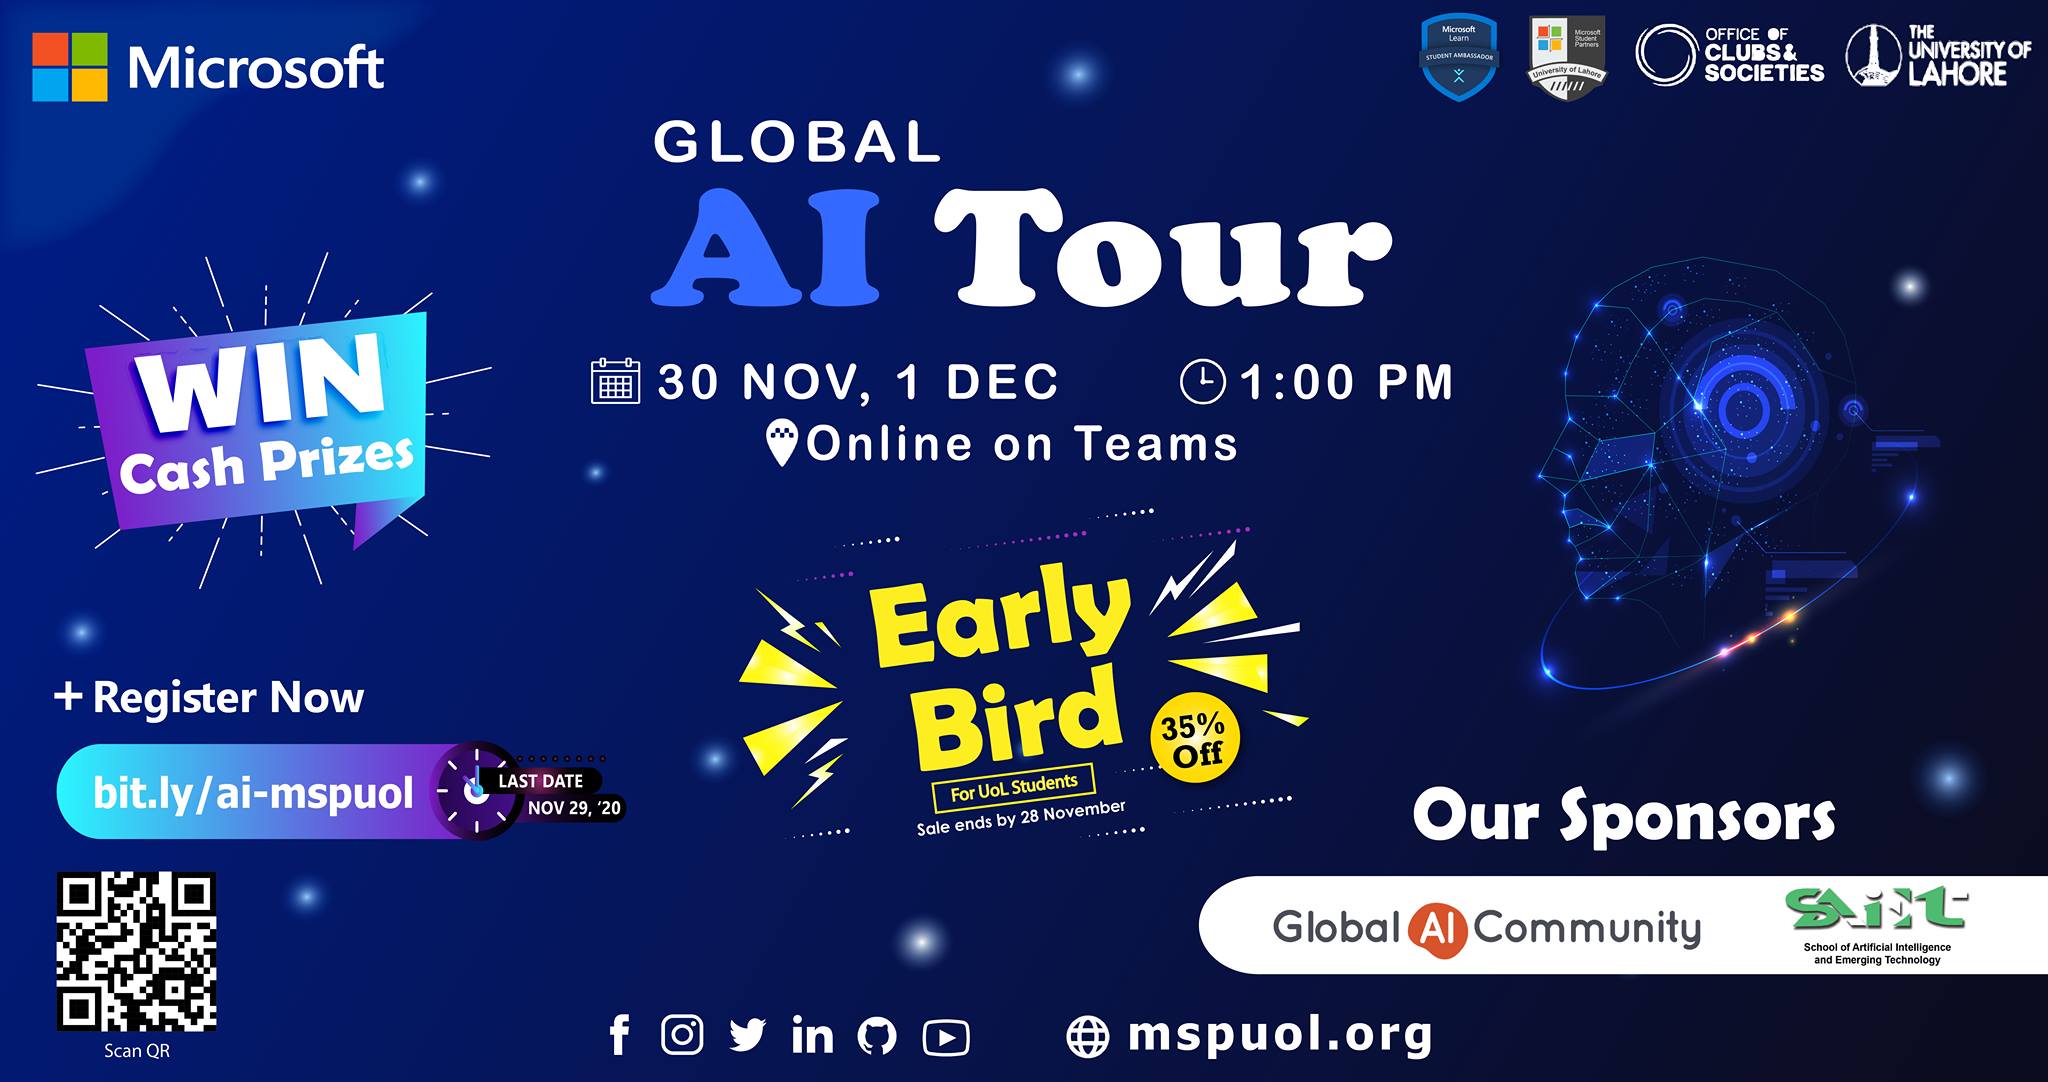 Microsoft
Microsoft
Learn
STUDENT AMBASSADOR
Microsoft
Student
Partners
University of Lahore
OFFICE OF
CLUBS &
SOCIETIES
THE
UNIVERSITY OF
LAHORE
GLOBAL
AI Tour
30 NOV, 1 DEC
1:00 PM
Online on Teams
WIN
Cash Prizes
Early
Bird
35%
Off
For UoL Students
Sale ends by 28 November
+ Register Now
bit.ly/ai-mspuol
LAST DATE
NOV 29, ‘20
Scan QR
Our Sponsors
Global AI Community
SAiET
School of Artificial Intelligence
and Emerging Technology
mspuol.org